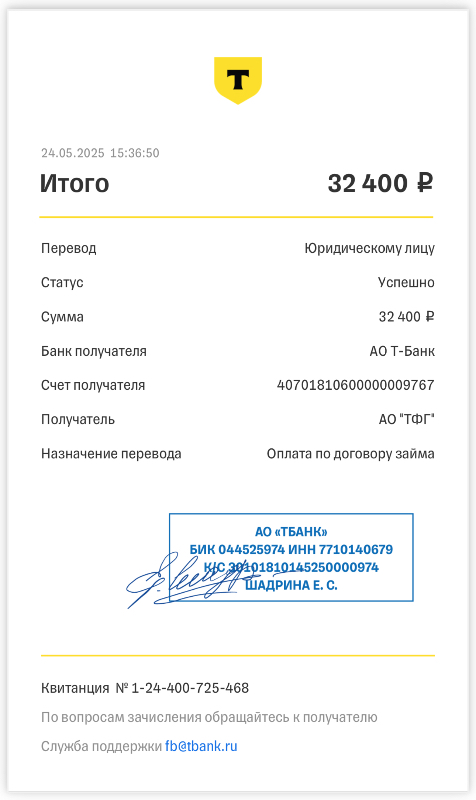 T
24.05.2025 15:36:50
Итого 32 400 ₽
Перевод Юридическому лицу
Статус Успешно
Сумма 32 400 ₽
Банк получателя АО Т-Банк
Счет получателя 40701810600000009767
Получатель АО "ТФГ"
Назначение перевода Оплата по договору займа
АО «ТБАНК»
БИК 044525974 ИНН 7710140679
К/С 30101810145250000974
ШАДРИНА Е. С.
Квитанция № 1-24-400-725-468
По вопросам зачисления обращайтесь к получателю
Служба поддержки fb@tbank.ru